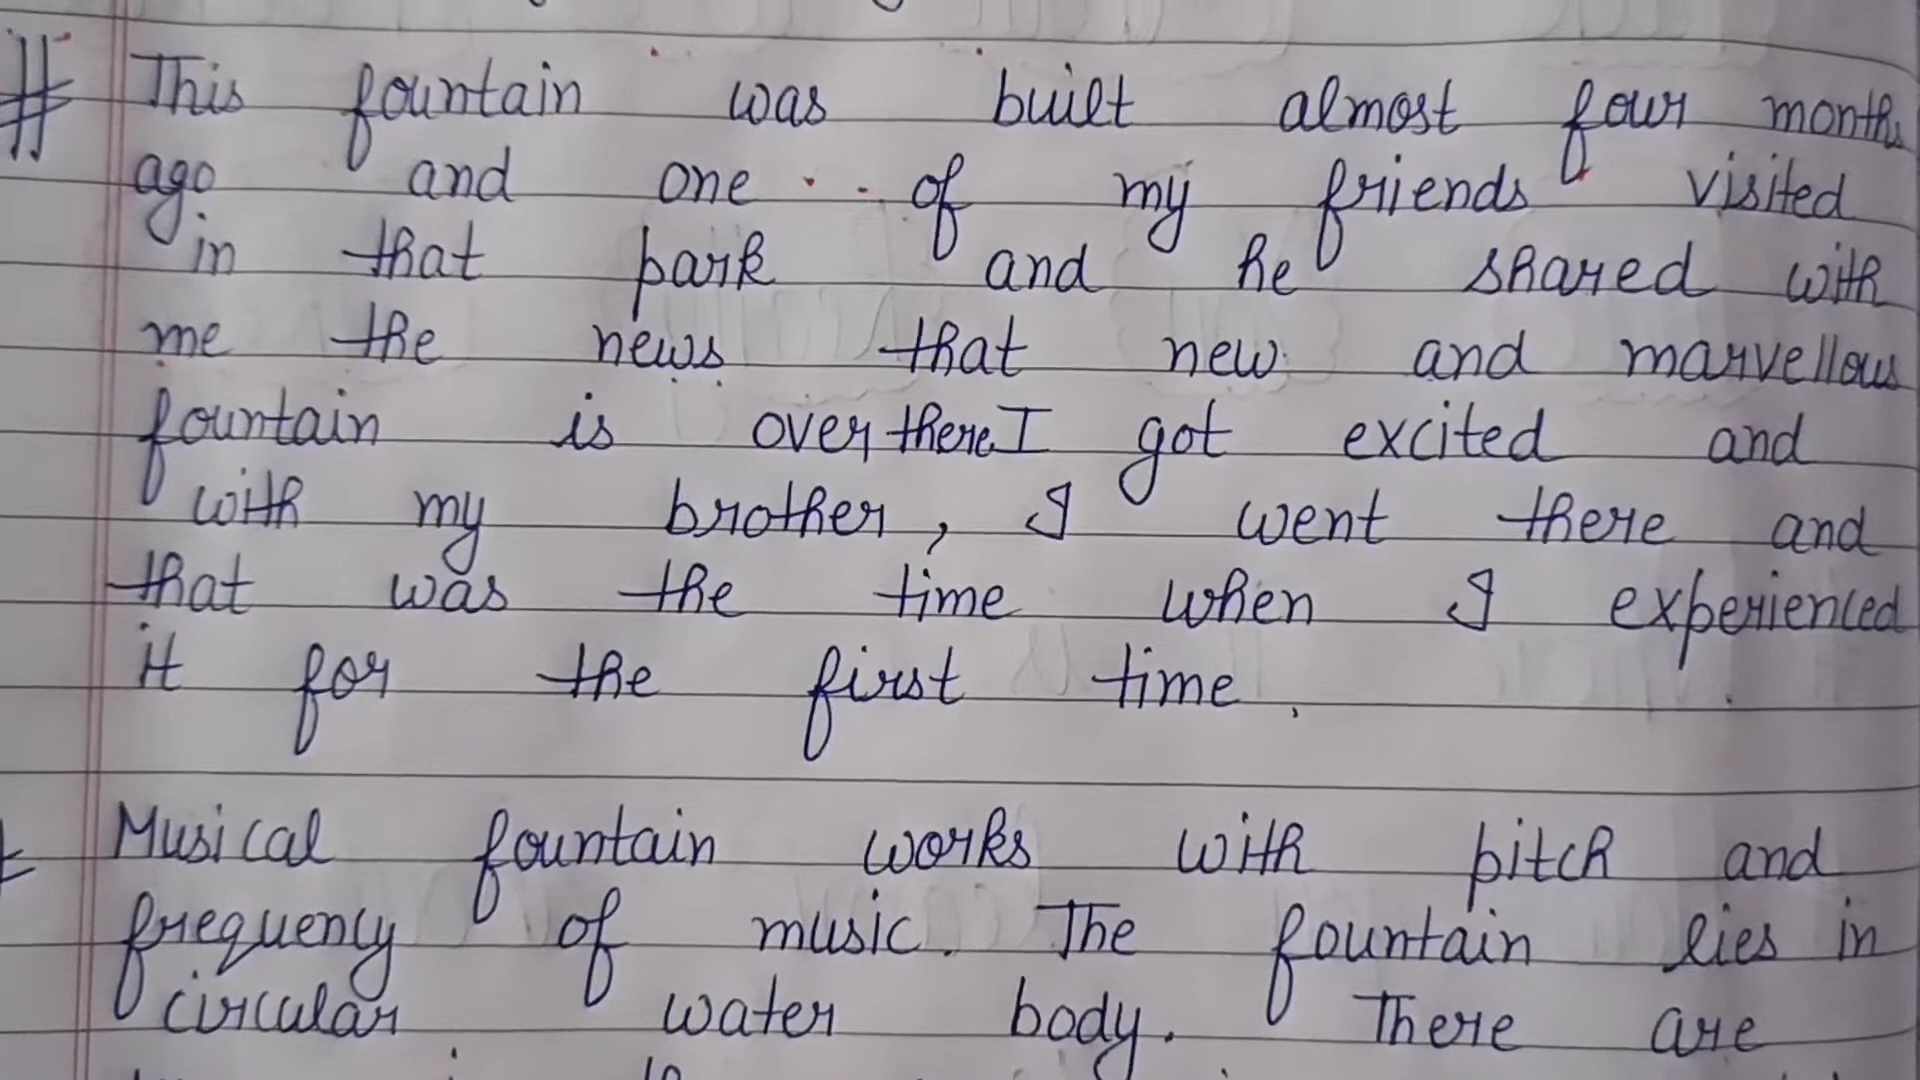 # This fountain was built almost four months
ago and one of my friends visited
in that park and he shared with
me the news that new and marvellous
fountain is over there I got excited and
with my brother, I went there and
that was the time when I experienced
it for the first time.
Musical fountain works with pitch and
frequency of music. The fountain lies in
circular water body. There are